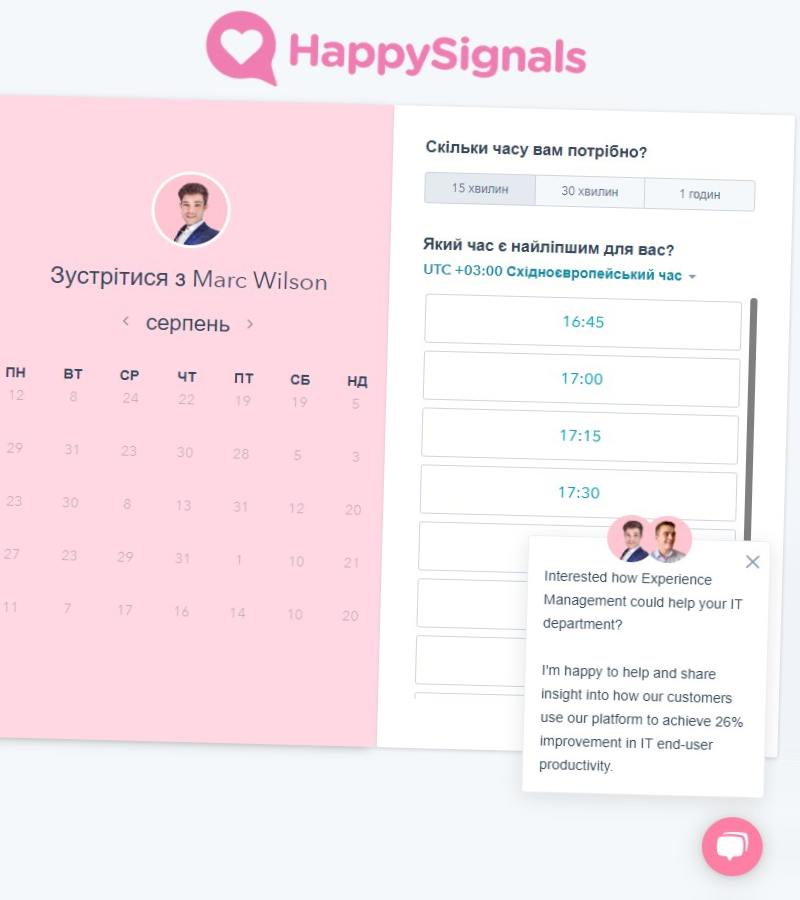 HappySignals
Зустрітися з Marc Wilson
серпень
ПН ВТ СР ЧТ ПТ СБ НД
12 8 24 22 19 19 5
29 31 23 30 28 5 3
23 30 8 13 31 12 20
27 23 29 31 1 10 21
11 7 17 16 14 10 20
Скільки часу вам потрібно?
15 хвилин 30 хвилин 1 годин
Який час є найліпшим для вас?
UTC +03:00 Східноєвропейський час
16:45
17:00
17:15
17:30
Interested how Experience
Management could help your IT
department?
I'm happy to help and share
insight into how our customers
use our platform to achieve 26%
improvement in IT end-user
productivity.